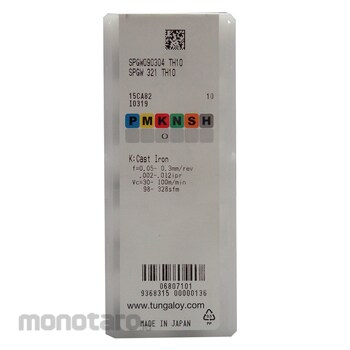 SPGW090304 TH10
SPGW 321 TH10
15CA82 10
I0319
P M K N S H
K:Cast Iron
f=0.05- 0.3mm/rev
.002-.012ipr
Vc=30- 100m/min
98- 328sfm
06807101
9368315 00000136
www.tungaloy.com
MADE IN JAPAN
PP
monotaro